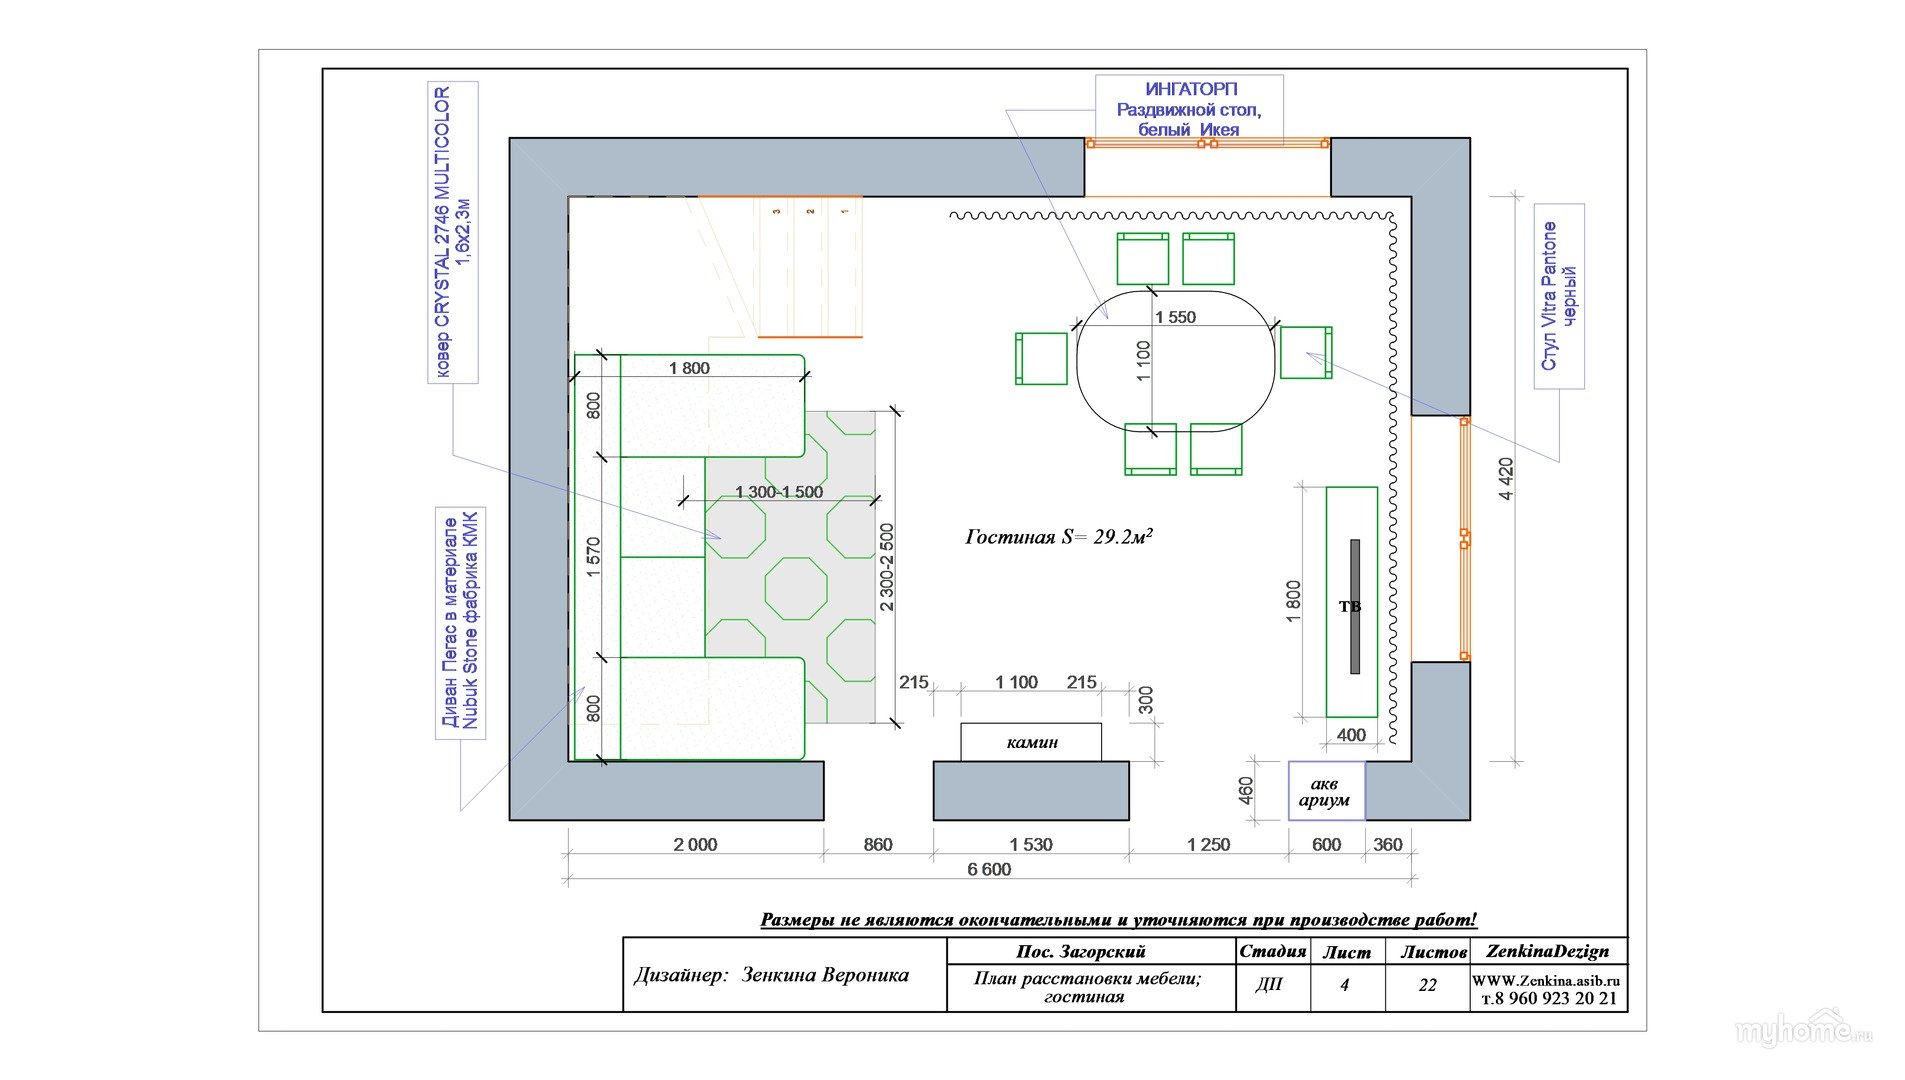 ИНГАТОРП
Раздвижной стол,
белый Икея
ковер CRYSTAL 2746 MULTICOLOR
1,6х2,3м
Стул Vitra Pantone
черный
Диван Пегас в материале
Nubuk Stone фабрика КМК
3
2
1
1 550
1 100
1 800
800
1 570
800
1 300-1 500
2 300-2 500
Гостиная S= 29.2м²
4 420
1 800
ТВ
400
215
1 100
215
300
камин
акв
ариум
460
2 000
860
1 530
1 250
600
360
6 600
Размеры не являются окончательными и уточняются при производстве работ!
Дизайнер: Зенкина Вероника
Пос. Загорский
План расстановки мебели;
гостиная
Стадия
Лист
Листов
ДП
4
22
ZenkinaDezign
WWW.Zenkina.asib.ru
т.8 960 923 20 21
myhome.ru